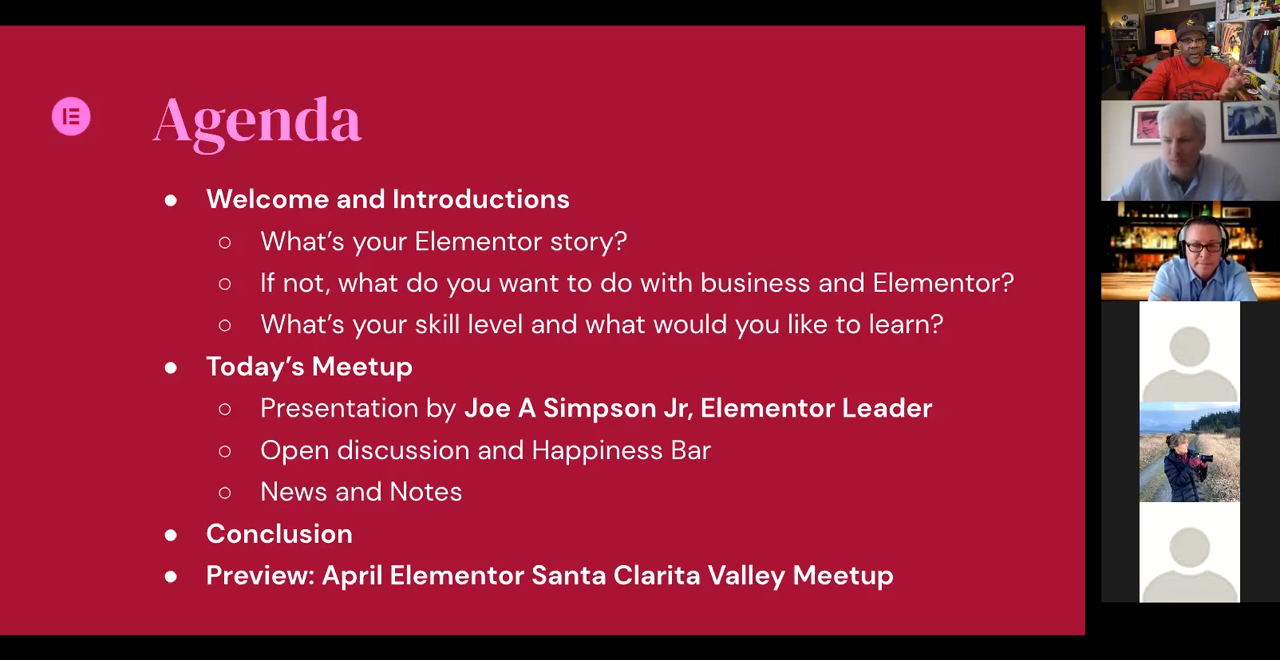 Agenda
● Welcome and Introductions
○ What’s your Elementor story?
○ If not, what do you want to do with business and Elementor?
○ What’s your skill level and what would you like to learn?
● Today’s Meetup
○ Presentation by Joe A Simpson Jr, Elementor Leader
○ Open discussion and Happiness Bar
○ News and Notes
● Conclusion
● Preview: April Elementor Santa Clarita Valley Meetup